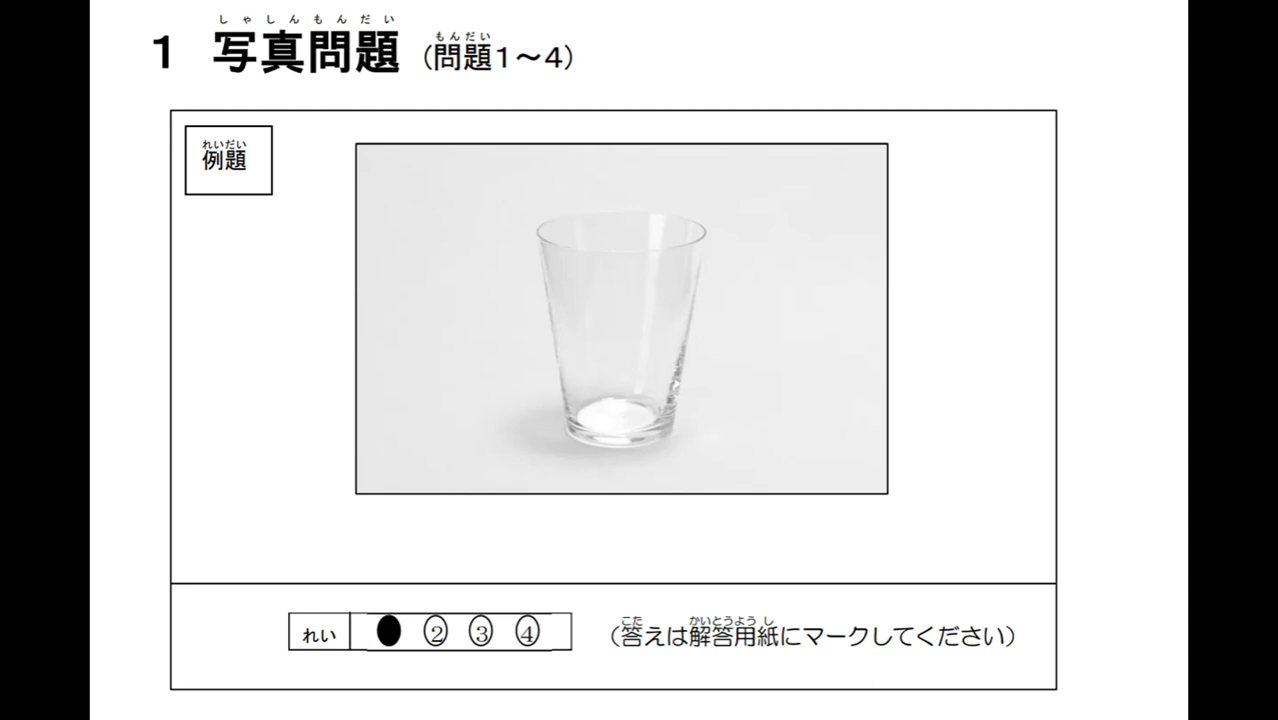 しゃしんもんだい もんだい
1 写真問題 (問題1～4)
れいだい
例題
れい ② ③ ④
こた かいとうようし
(答えは解答用紙にマークしてください)